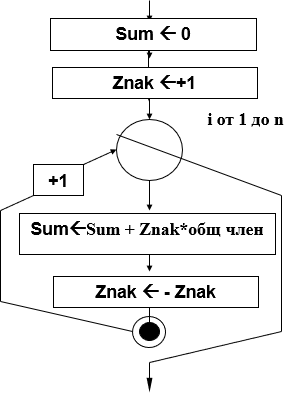 Sum ← 0
Znak ←+1
i от 1 до n
+1
Sum←Sum + Znak*общ член
Znak ← - Znak